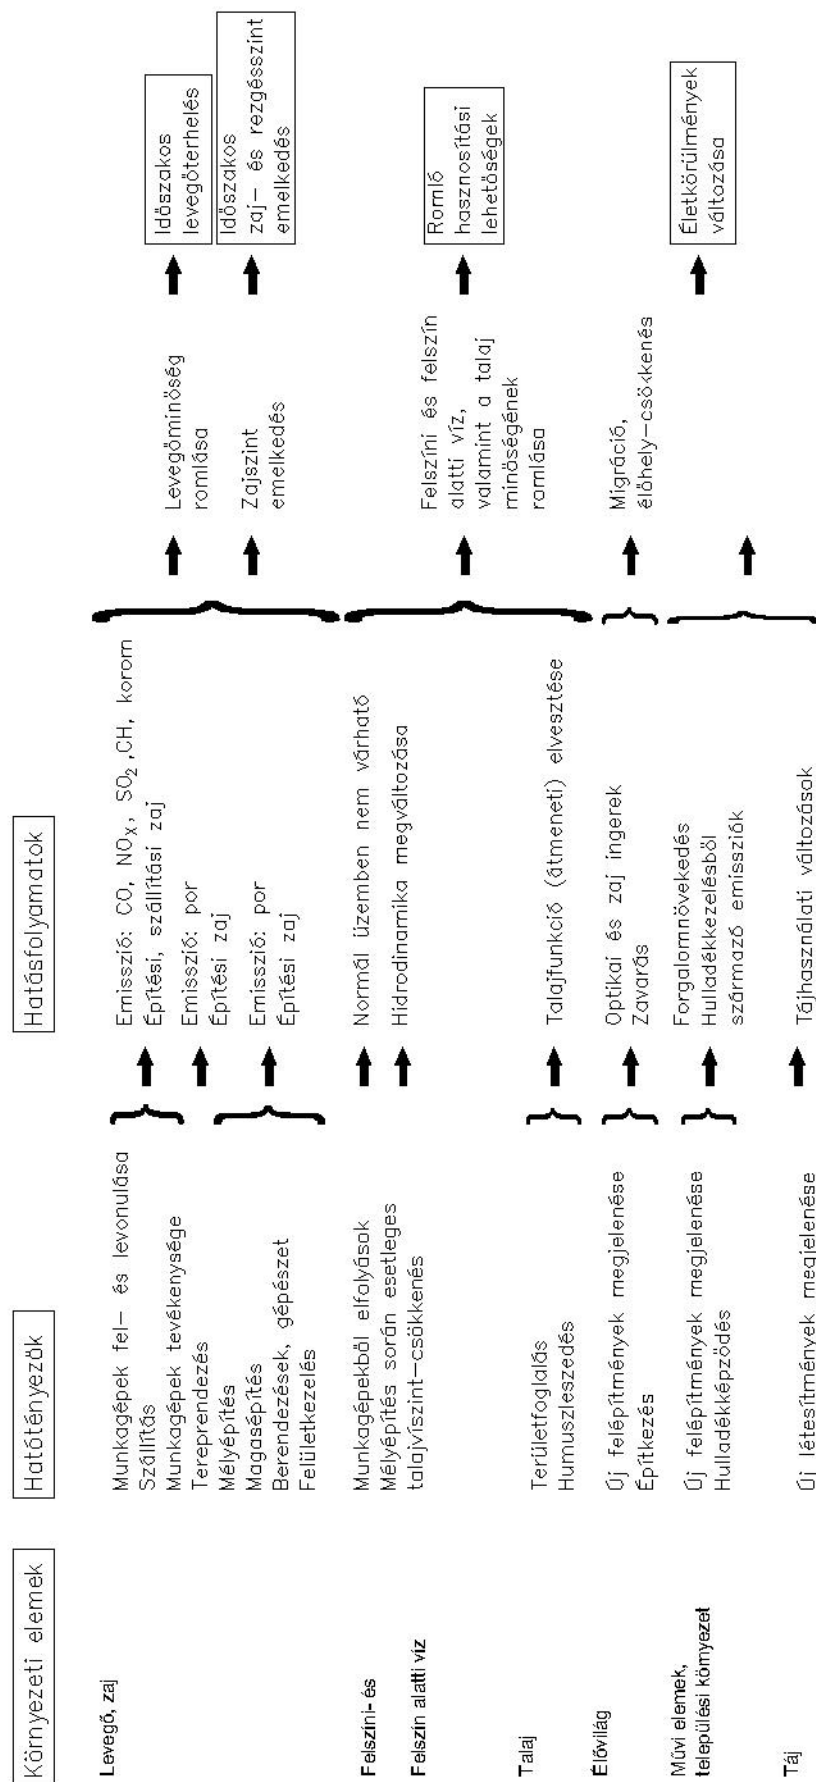 Környezeti elemek
Hatótényezők
Hatásfolyamatok
Levegő, zaj
Munkagépek fel– és levonulása
Szállítás
Munkagépek tevékenysége
Tereprendezés
Mélyépítés
Magasépítés
Berendezések, gépészet
Felületkezelés
Emisszió: CO, NOX, SO2,CH, korom
Építési, szállítási zaj
Emisszió: por
Építési zaj
Emisszió: por
Építési zaj
Levegőminőség
romlása
Zajszint
emelkedés
Időszakos
levegőterhelés
Időszakos
zaj– és rezgésszint
emelkedés
Felszíni- és
Felszín alatti víz
Munkagépekből elfolyások
Mélyépítés során esetleges
talajvíszint–csökkenés
Normál üzemben nem várható
Hidrodinamika megváltozása
Talaj
Területfoglalás
Humuszleszedés
Talajfunkció (átmeneti) elvesztése
Felszíni és felszín
alatti víz,
valamint a talaj
minőségének
romlása
Romló
hasznosítási
lehetőségek
Élővilág
Új felépítmények megjelenése
Építkezés
Optikai és zaj ingerek
Zavarás
Migráció,
élőhely–csökkenés
Művi elemek,
települési környezet
Új felépítmények megjelenése
Hulladékképződés
Forgalomnövekedés
Hulladékkezelésből
származó emissziók
Életkörülmények
változása
Táj
Új létesítmények megjelenése
Tájhasználati változások